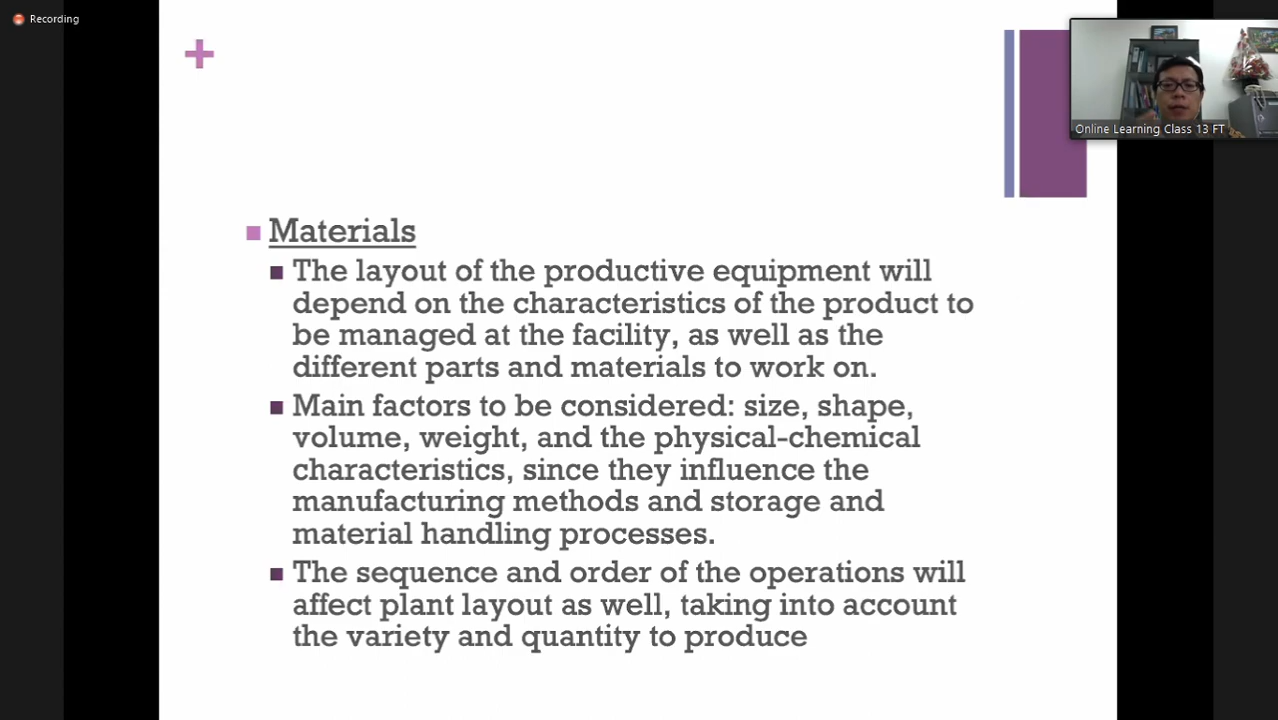 Recording
+
Online Learning Class 13 FT
Materials
The layout of the productive equipment will
depend on the characteristics of the product to
be managed at the facility, as well as the
different parts and materials to work on.
Main factors to be considered: size, shape,
volume, weight, and the physical-chemical
characteristics, since they influence the
manufacturing methods and storage and
material handling processes.
The sequence and order of the operations will
affect plant layout as well, taking into account
the variety and quantity to produce